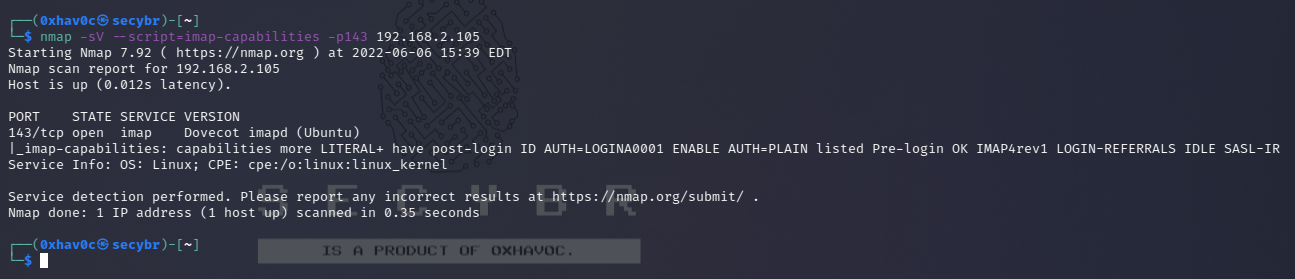 ┌──(0xhav0c㉿secybr)-[~]
└─$ nmap -sV --script=imap-capabilities -p143 192.168.2.105
Starting Nmap 7.92 ( https://nmap.org ) at 2022-06-06 15:39 EDT
Nmap scan report for 192.168.2.105
Host is up (0.012s latency).
PORT    STATE SERVICE VERSION
143/tcp open  imap    Dovecot imapd (Ubuntu)
|_imap-capabilities: capabilities more LITERAL+ have post-login ID AUTH=LOGINA0001 ENABLE AUTH=PLAIN listed Pre-login OK IMAP4rev1 LOGIN-REFERRALS IDLE SASL-IR
Service Info: OS: Linux; CPE: cpe:/o:linux:linux_kernel
Service detection performed. Please report any incorrect results at https://nmap.org/submit/ .
Nmap done: 1 IP address (1 host up) scanned in 0.35 seconds
SECYBR
┌──(0xhav0c㉿secybr)-[~]
IS A PRODUCT OF 0XHAV0C.
└─$